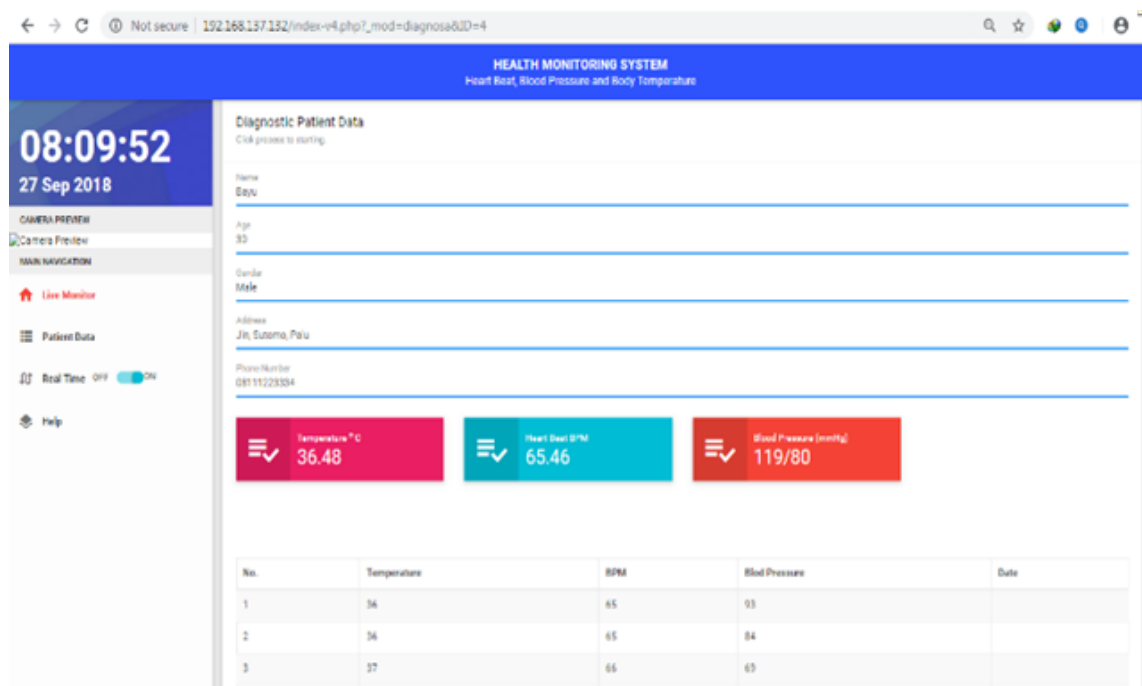 Not secure 192.168.137.132/index-v4.php?_mod=diagnosa&ID=4
HEALTH MONITORING SYSTEM
Heart Beat, Blood Pressure and Body Temperature
08:09:52
27 Sep 2018
CAMERA PREVIEW
Camera Preview
MAIN NAVIGATION
Live Monitor
Patient Data
Real Time OFF ON
Help
Diagnostic Patient Data
Click process to starting.
Name
Bayu
Age
30
Gender
Male
Address
Jln, Sutomo, Palu
Phone Number
08111223334
Temperature °C
36.48
Heart Beat BPM
65.46
Blood Pressure (mmHg)
119/80
No. Temperature BPM Blod Pressure Date
1 36 65 93
2 36 65 84
3 37 66